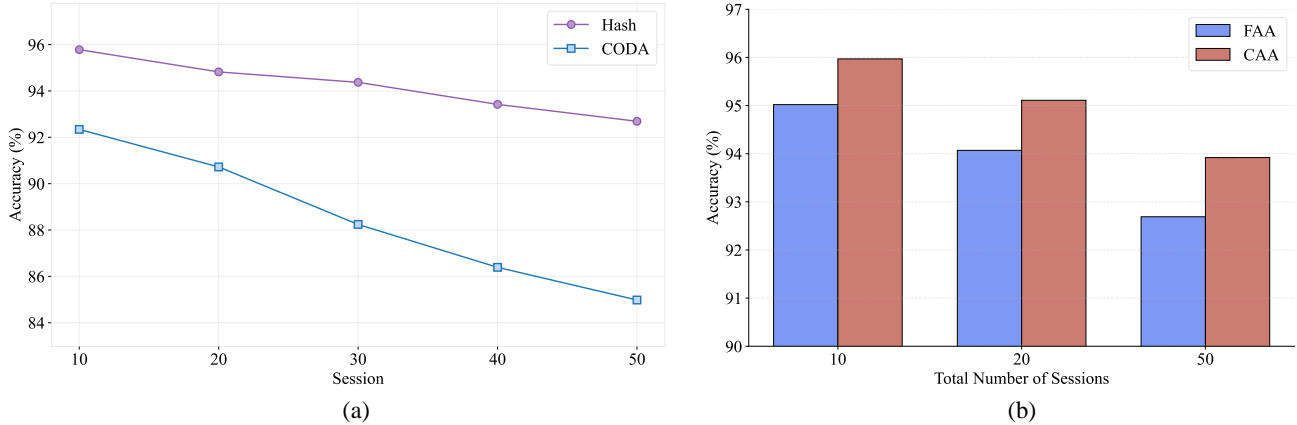 Accuracy (%)
96
94
92
90
88
86
84
10
20
30
40
50
Session
Hash
CODA
(a)
Accuracy (%)
97
96
95
94
93
92
91
90
10
20
50
Total Number of Sessions
FAA
CAA
(b)